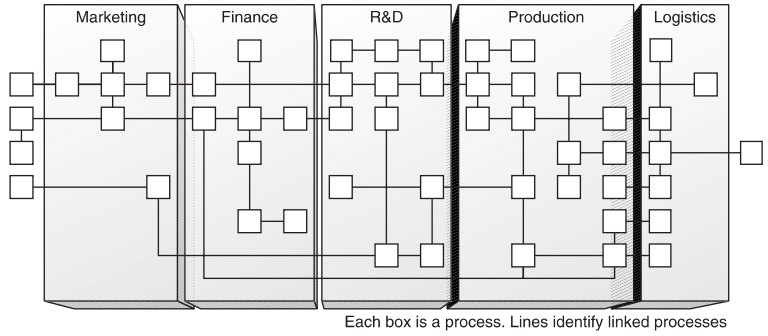 Marketing
Finance
R&D
Production
Logistics
Each box is a process. Lines identify linked processes